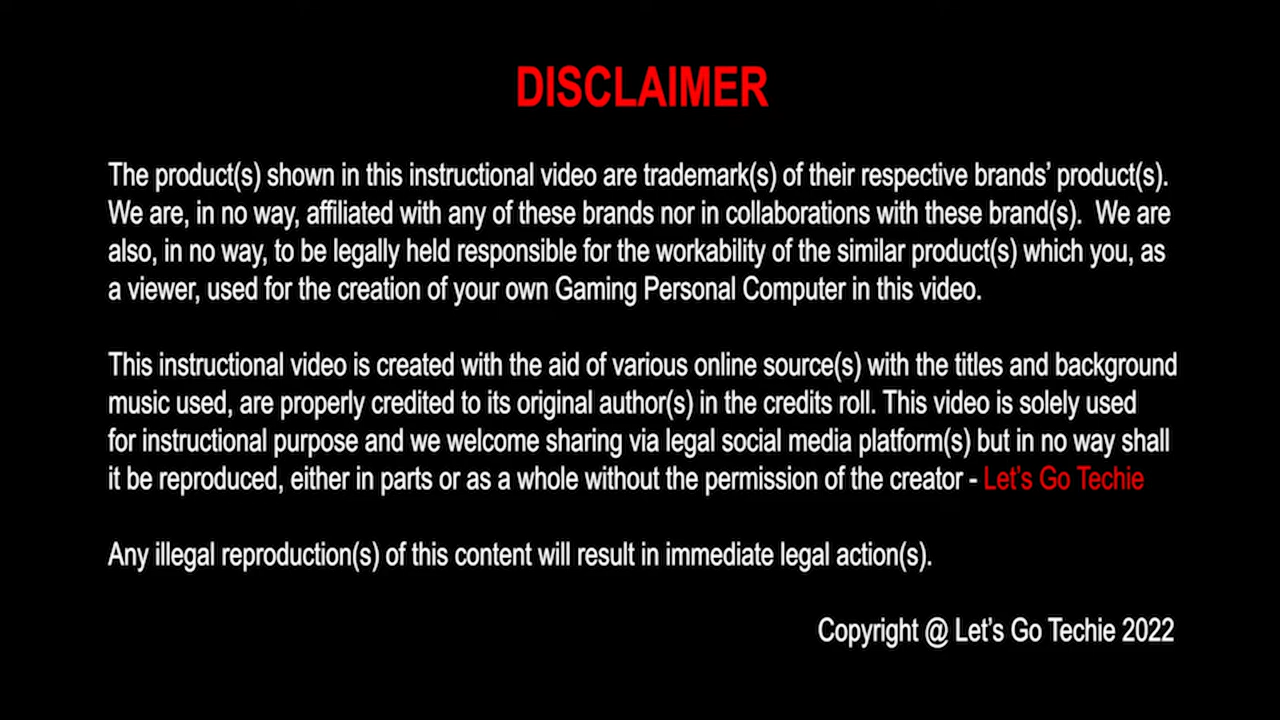 DISCLAIMER
The product(s) shown in this instructional video are trademark(s) of their respective brands’ product(s).
We are, in no way, affiliated with any of these brands nor in collaborations with these brand(s).  We are
also, in no way, to be legally held responsible for the workability of the similar product(s) which you, as
a viewer, used for the creation of your own Gaming Personal Computer in this video.
This instructional video is created with the aid of various online source(s) with the titles and background
music used, are properly credited to its original author(s) in the credits roll. This video is solely used
for instructional purpose and we welcome sharing via legal social media platform(s) but in no way shall
it be reproduced, either in parts or as a whole without the permission of the creator - Let’s Go Techie
Any illegal reproduction(s) of this content will result in immediate legal action(s).
Copyright @ Let’s Go Techie 2022